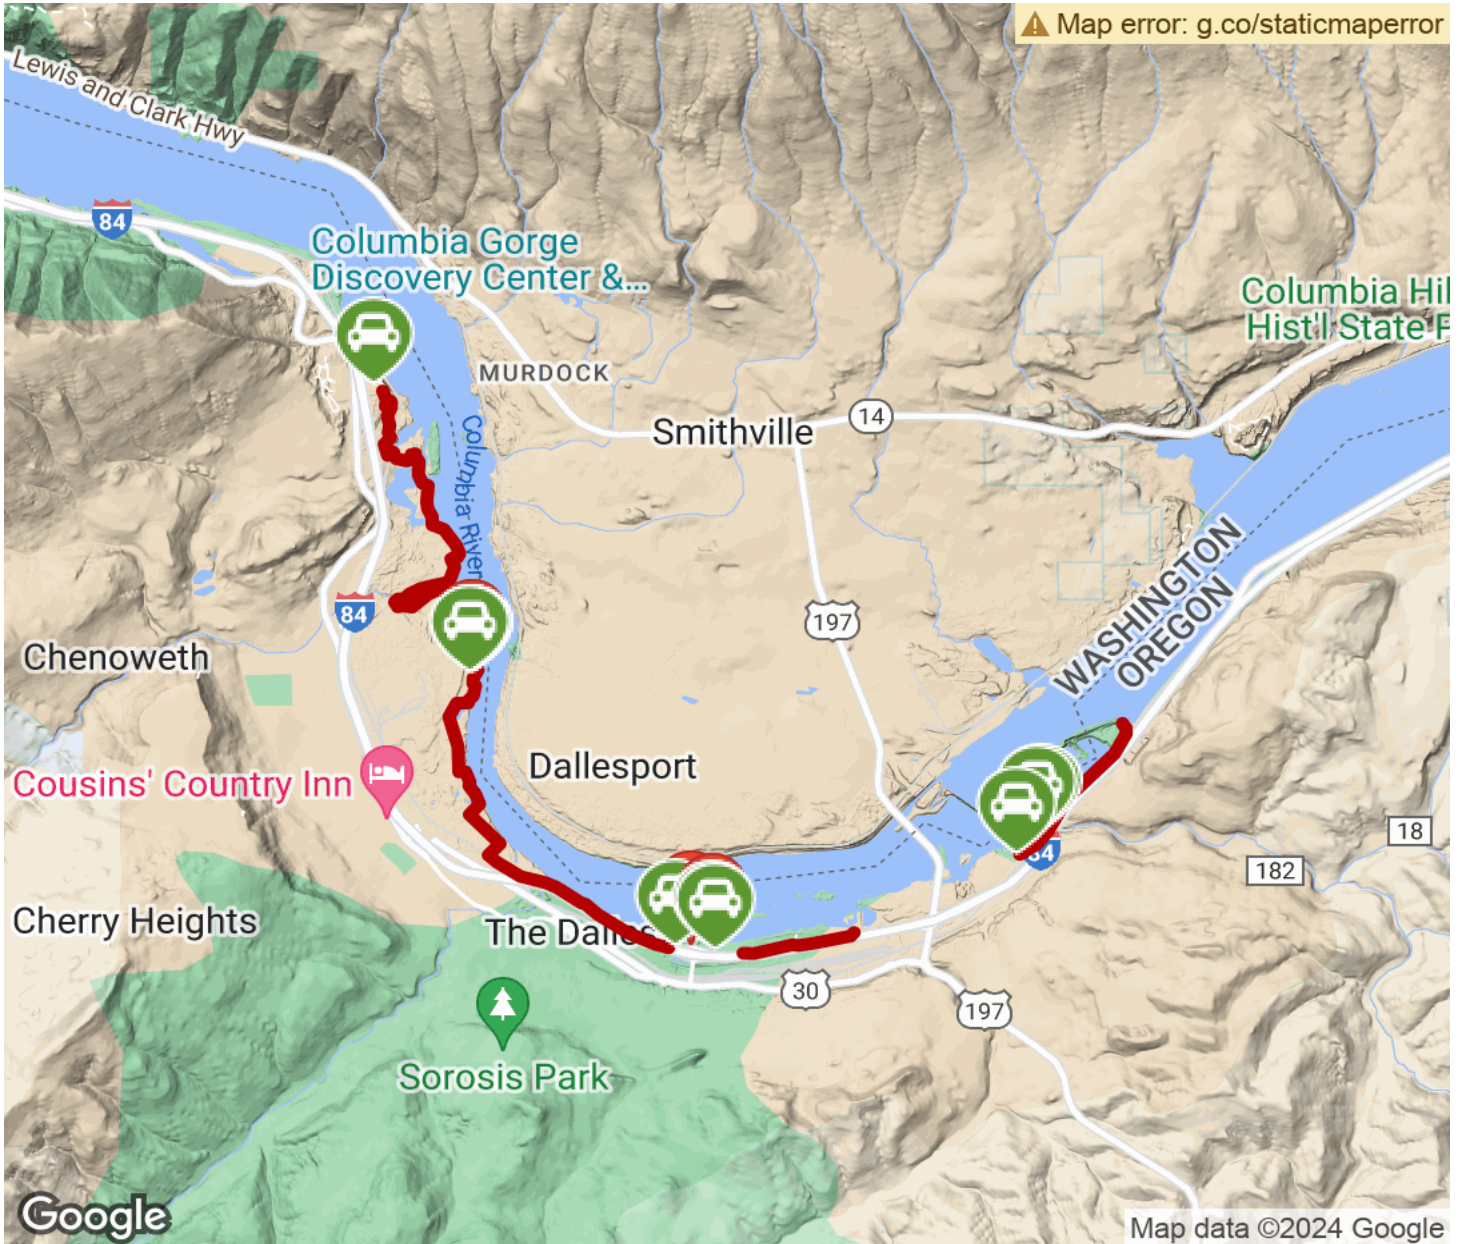 Map error: g.co/staticmaperror
Lewis and Clark Hwy
84
Columbia Gorge
Discovery Center &...
Columbia Hil
Hist'l State P
MURDOCK
Smithville
14
Columbia River
84
197
WASHINGTON
OREGON
Chenoweth
Dallesport
Cousins' Country Inn
18
84
182
Cherry Heights
The Dalles
30
197
Sorosis Park
Google
Map data ©2024 Google